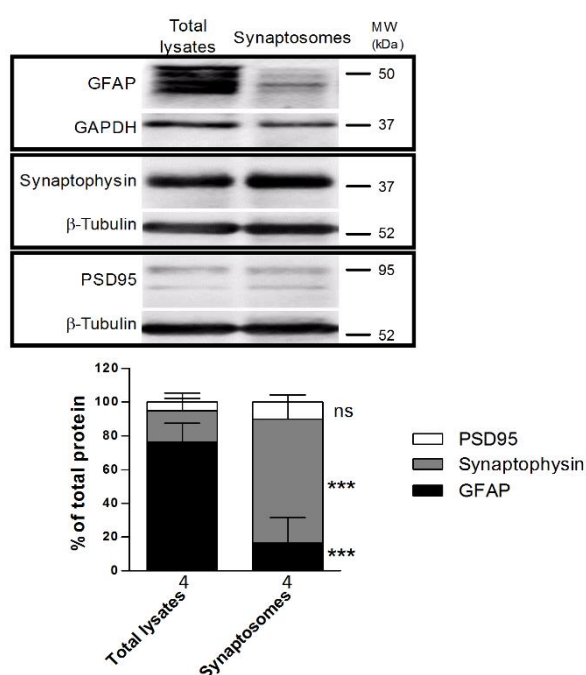 Total lysates
Synaptosomes
MW (kDa)
GFAP
50
GAPDH
37
Synaptophysin
37
β-Tubulin
52
PSD95
95
β-Tubulin
52
% of total protein
120
100
80
60
40
20
0
ns
***
***
4
4
Total lysates
Synaptosomes
PSD95
Synaptophysin
GFAP